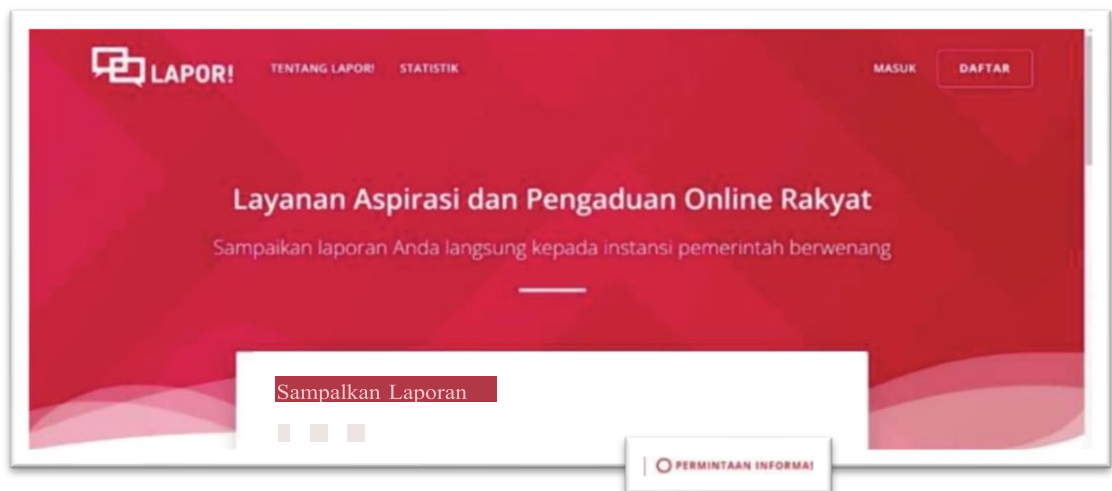 LAPOR! TENTANG LAPOR! STATISTIK MASUK DAFTAR
Layanan Aspirasi dan Pengaduan Online Rakyat
Sampaikan laporan Anda langsung kepada instansi pemerintah berwenang
Sampalkan Laporan
PERMINTAAN INFORMA!